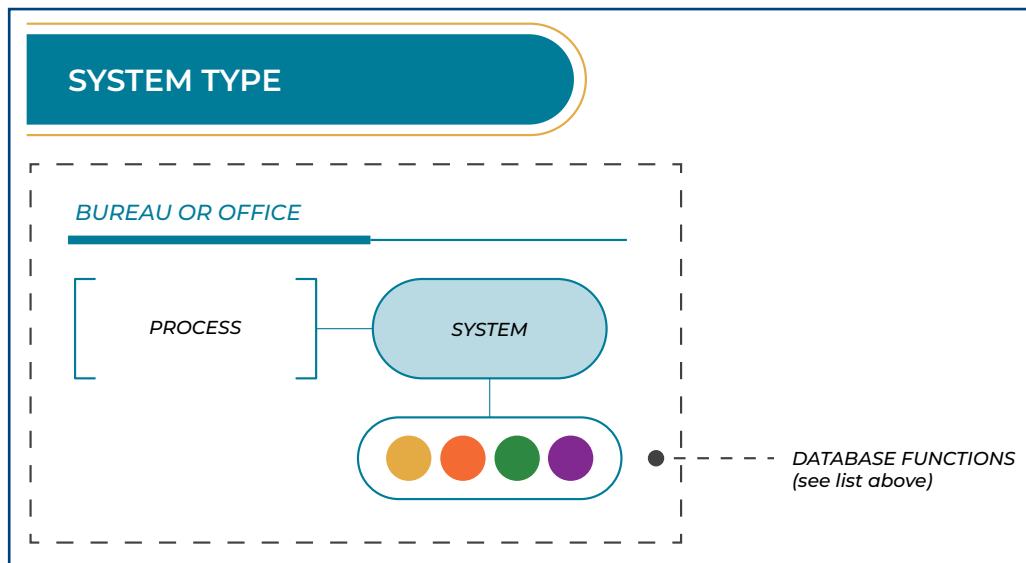 SYSTEM TYPE
BUREAU OR OFFICE
PROCESS
SYSTEM
DATABASE FUNCTIONS
(see list above)